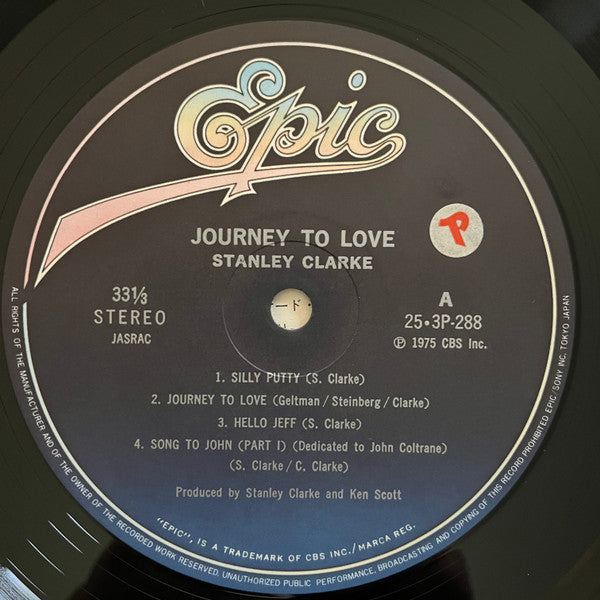 Epic
JOURNEY TO LOVE
STANLEY CLARKE
P
33⅓
STEREO
JASRAC
A
25•3P-288
Ⓟ 1975 CBS Inc.
ード
1. SILLY PUTTY (S. Clarke)
2. JOURNEY TO LOVE (Geltman/Steinberg/Clarke)
3. HELLO JEFF (S. Clarke)
4. SONG TO JOHN (PART I) (Dedicated to John Coltrane)
(S. Clarke/C. Clarke)
Produced by Stanley Clarke and Ken Scott
"EPIC", IS A TRADEMARK OF CBS INC./MARCA REG.
ALL RIGHTS OF THE MANUFACTURER AND OF THE OWNER OF THE RECORDED WORK RESERVED. UNAUTHORIZED PUBLIC PERFORMANCE, BROADCASTING AND COPYING OF THIS RECORD PROHIBITED EPIC/SONY INC. TOKYO JAPAN